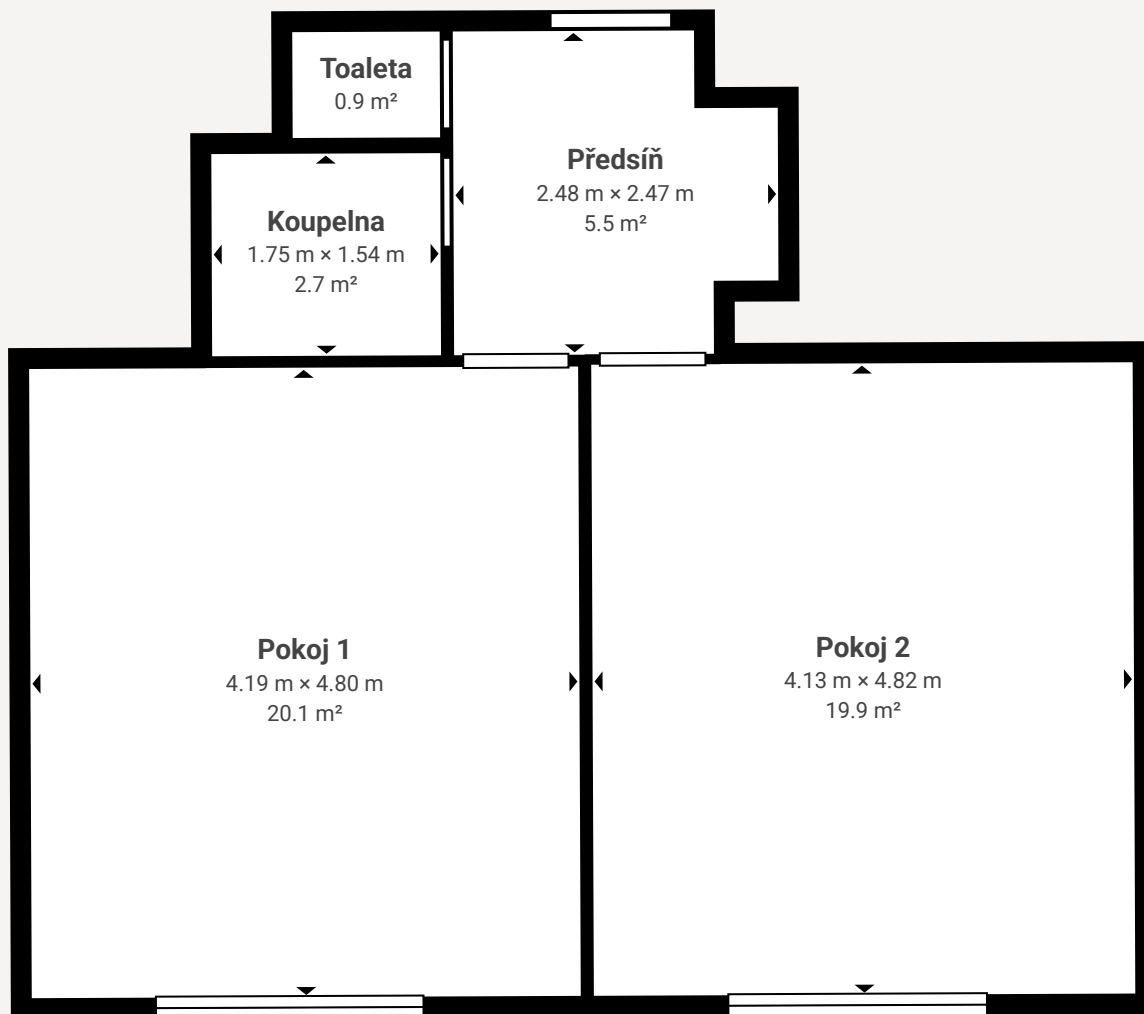 Toaleta
0.9 m²
Předsíň
2.48 m × 2.47 m
5.5 m²
Koupelna
1.75 m × 1.54 m
2.7 m²
Pokoj 1
4.19 m × 4.80 m
20.1 m²
Pokoj 2
4.13 m × 4.82 m
19.9 m²